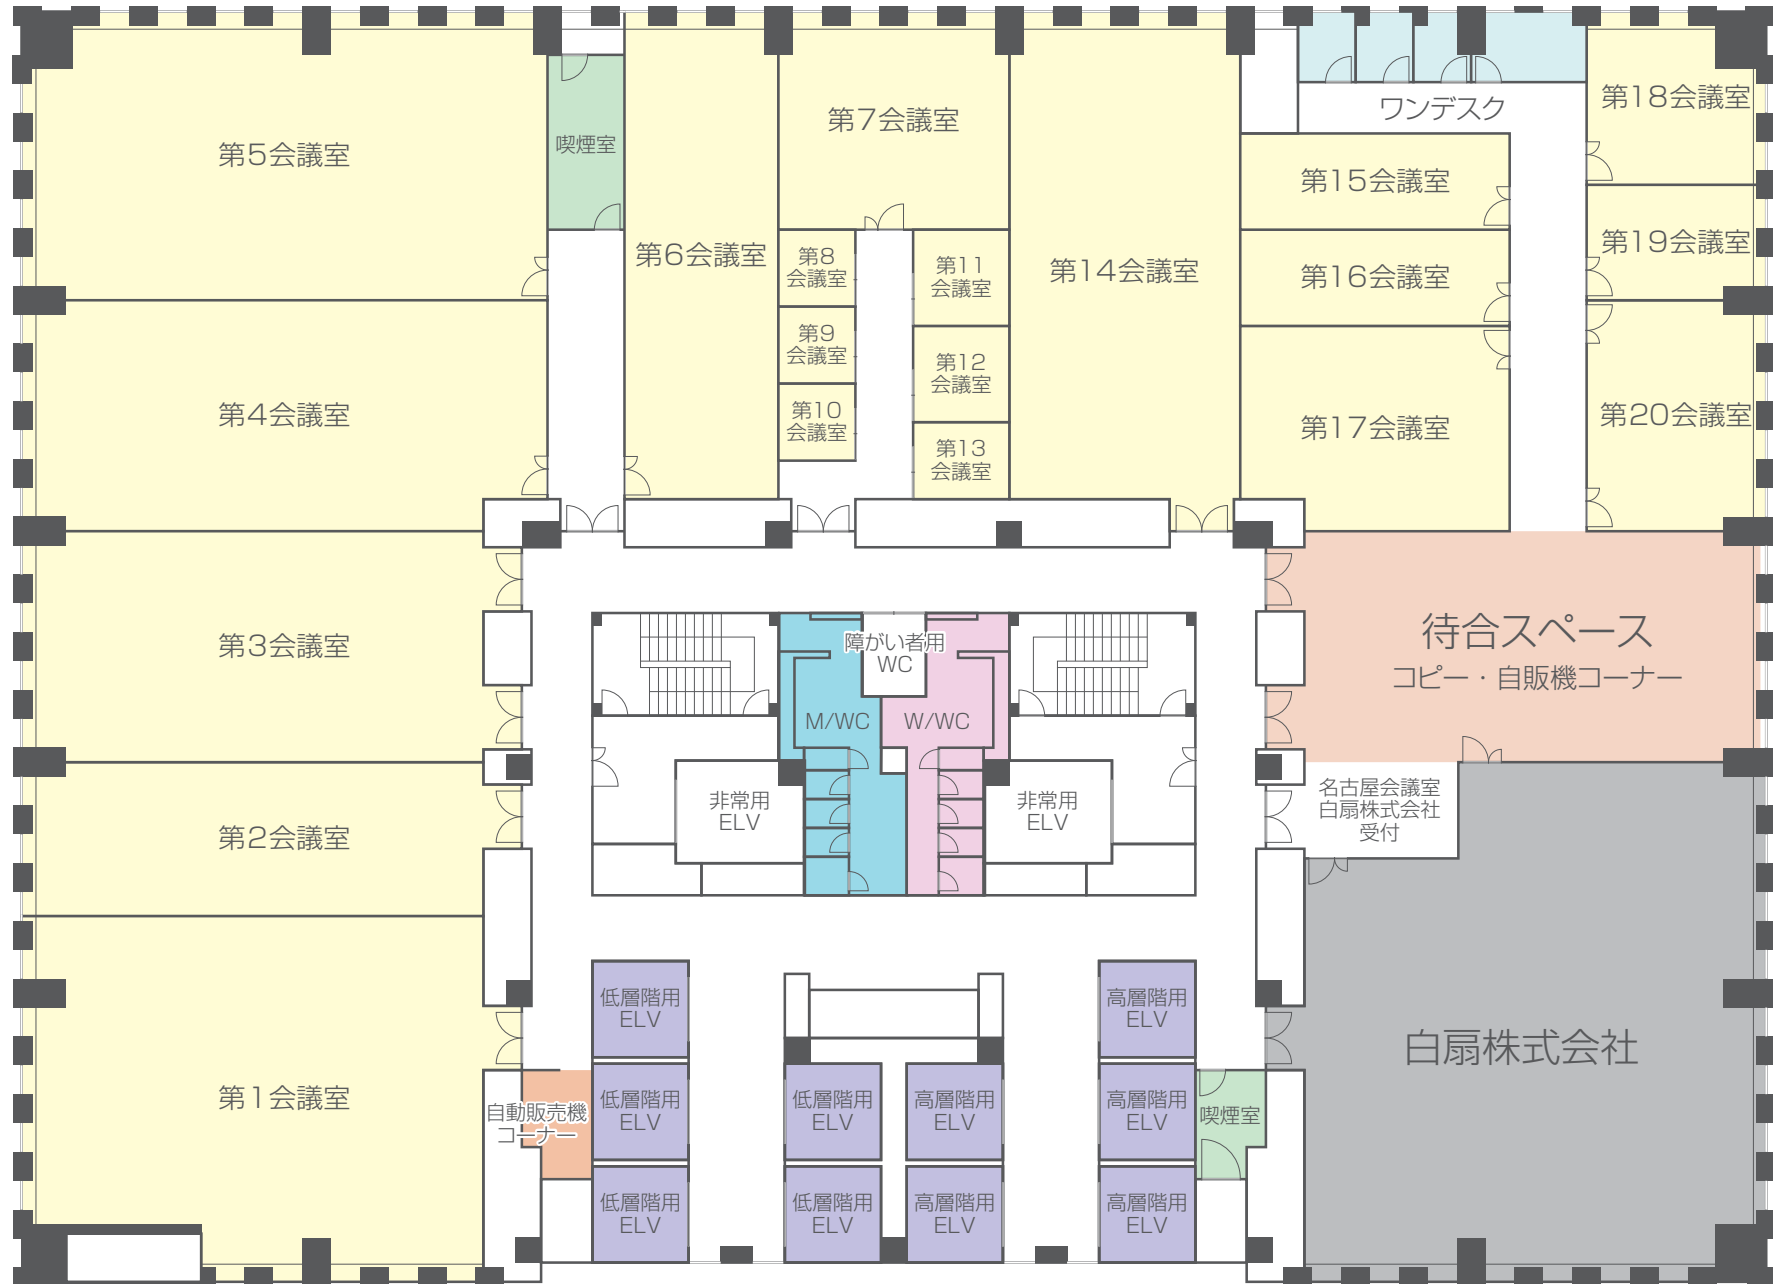 第5会議室
喫煙室
第6会議室
第7会議室
第8
会議室
第9
会議室
第10
会議室
第11
会議室
第12
会議室
第13
会議室
第14会議室
ワンデスク
第15会議室
第16会議室
第17会議室
第18会議室
第19会議室
第20会議室
第4会議室
第3会議室
第2会議室
第1会議室
障がい者用
WC
M/WC
W/WC
非常用
ELV
非常用
ELV
待合スペース
コピー・自販機コーナー
名古屋会議室
白扇株式会社
受付
白扇株式会社
低層階用
ELV
高層階用
ELV
自動販売機
コーナー
低層階用
ELV
低層階用
ELV
高層階用
ELV
高層階用
ELV
喫煙室
低層階用
ELV
低層階用
ELV
高層階用
ELV
高層階用
ELV